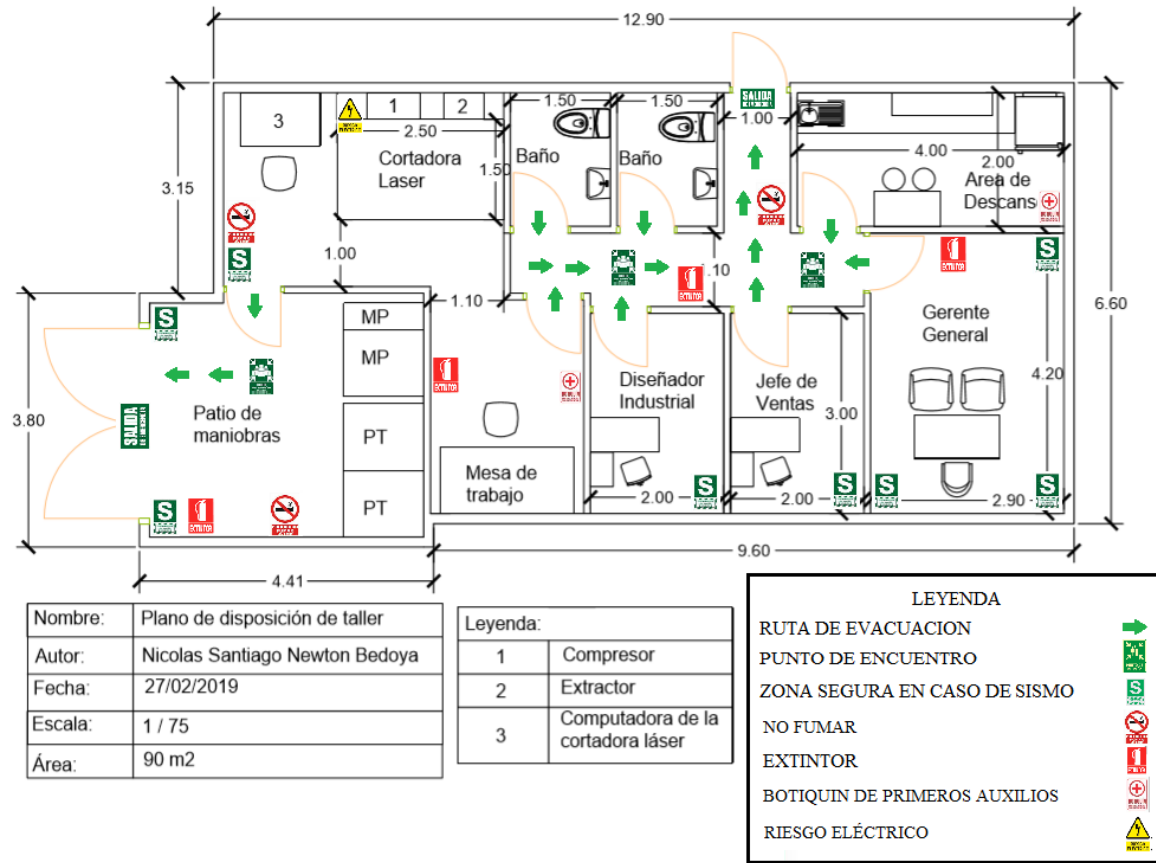 12.90
SALIDA
1.50
1.50
1.00
3
1
2
2.50
Cortadora
Laser
1.50
Baño
Baño
4.00
2.00
Area de
Descans
3.15
1.00
.10
1.10
EXTINTOR
EXTINTOR
S
S
S
MP
MP
PT
PT
Patio de
maniobras
SALIDA
3.80
S
EXTINTOR
EXTINTOR
Mesa de
trabajo
Diseñador
Industrial
2.00
S
Jefe de
Ventas
3.00
2.00
S
Gerente
General
4.20
6.60
S
2.90
S
4.41
9.60
Nombre: Plano de disposición de taller
Autor: Nicolas Santiago Newton Bedoya
Fecha: 27/02/2019
Escala: 1 / 75
Área: 90 m2
Leyenda:
1 Compresor
2 Extractor
3 Computadora de la
cortadora láser
LEYENDA
RUTA DE EVACUACION
PUNTO DE ENCUENTRO
ZONA SEGURA EN CASO DE SISMO
S
NO FUMAR
EXTINTOR
BOTIQUIN DE PRIMEROS AUXILIOS
RIESGO ELÉCTRICO